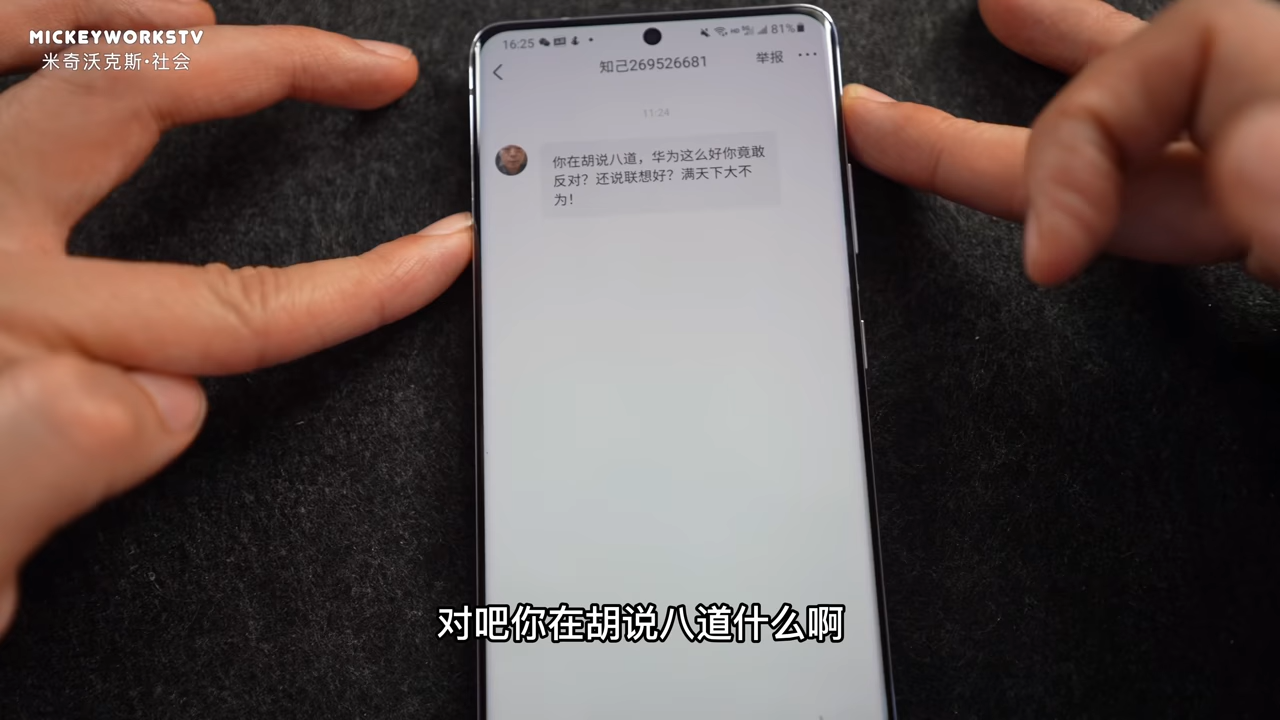 MICKEYWORKSTV
米奇沃克斯·社会
16:25
81%
知己269526681
举报
11:24
你在胡说八道，华为这么好你竟敢
反对？还说联想好？满天下大不
为！
对吧你在胡说八道什么啊